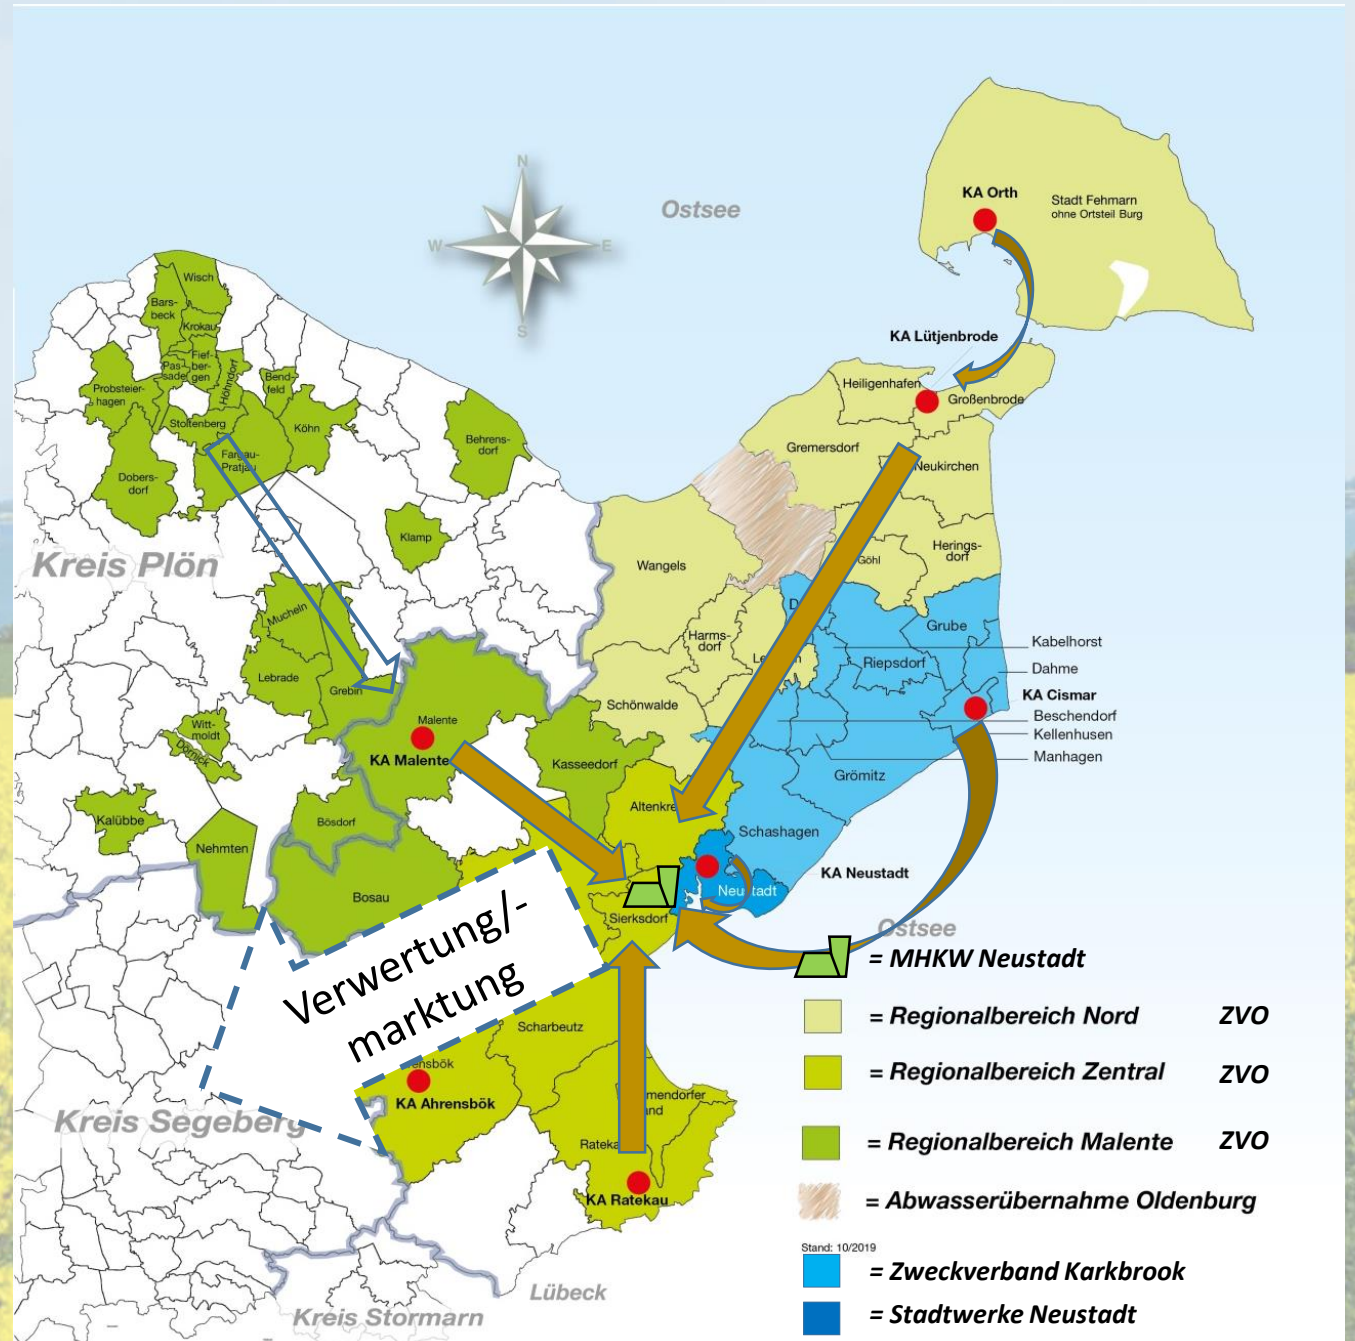 N
W
E
S
Ostsee
KA Orth
Stadt Fehmarn
ohne Ortsteil Burg
KA Lütjenbrode
Heiligenhafen
Großenbrode
Gremersdorf
Neukirchen
Wisch
Bars-
beck
Krokau
Fief-
ber-
gen
Pas-
sade
Höhndorf
Bend-
feld
Probsteier-
hagen
Stoltenberg
Köhn
Fargau-
Pratjau
Dobers-
dorf
Behrens-
dorf
Klamp
Kreis Plön
Wangels
Göhl
Herings-
dorf
Mucheln
Harms-
dorf
Grube
Riepsdorf
Kabelhorst
Dahme
KA Cismar
Beschendorf
Kellenhusen
Manhagen
Lebrade
Grebin
Malente
KA Malente
Schönwalde
Witt-
moldt
Dörnick
Kasseedorf
Grömitz
Kalübbe
Bösdorf
Nehmten
Schashagen
Bosau
KA Neustadt
Neustadt
Sierksdorf
Ostsee
Verwertung/-
marktung
= MHKW Neustadt
= Regionalbereich Nord ZVO
Scharbeutz
= Regionalbereich Zentral ZVO
KA Ahrensbök
Kreis Segeberg
= Regionalbereich Malente ZVO
KA Ratekau
= Abwasserübernahme Oldenburg
Stand: 10/2019
= Zweckverband Karkbrook
Lübeck
Kreis Stormarn
= Stadtwerke Neustadt